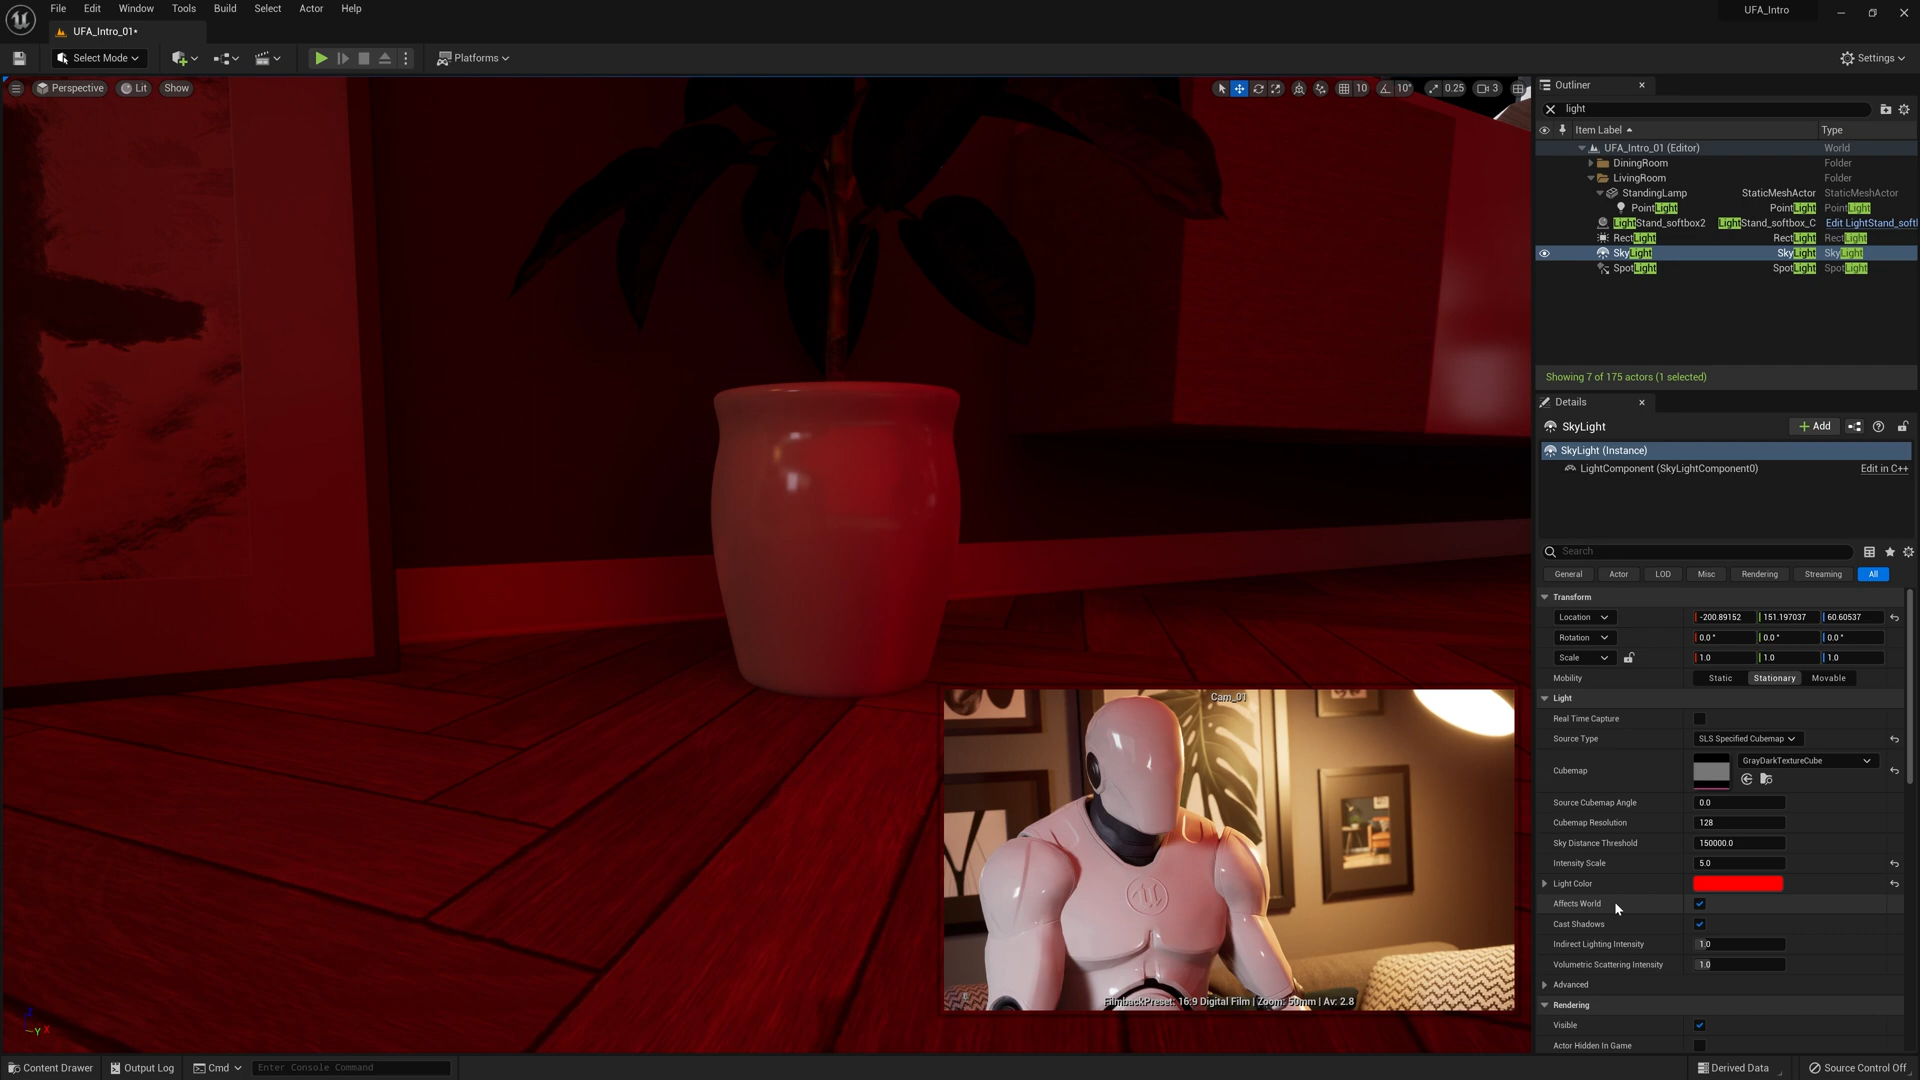 File Edit Window Tools Build Select Actor Help
UFA_Intro
UFA_Intro_01*
Select Mode
Platforms
Settings
Perspective
Lit
Show
10
10°
0.25
3
Outliner
light
Item Label
Type
UFA_Intro_01 (Editor) World
DiningRoom Folder
LivingRoom Folder
StandingLamp StaticMeshActor StaticMeshActor
PointLight PointLight PointLight
LightStand_softbox2 LightStand_softbox_C Edit LightStand_softl
RectLight RectLight RectLight
SkyLight SkyLight SkyLight
SpotLight SpotLight SpotLight
Showing 7 of 175 actors (1 selected)
Details
SkyLight
Add
SkyLight (Instance)
LightComponent (SkyLightComponent0) Edit in C++
Search
General Actor LOD Misc Rendering Streaming All
Transform
Location -200.89152 151.197037 60.60537
Rotation 0.0 ° 0.0 ° 0.0 °
Scale 1.0 1.0 1.0
Mobility Static Stationary Movable
Light
Real Time Capture
Source Type SLS Specified Cubemap
Cubemap GrayDarkTextureCube
Source Cubemap Angle 0.0
Cubemap Resolution 128
Sky Distance Threshold 150000.0
Intensity Scale 5.0
Light Color
Affects World
Cast Shadows
Indirect Lighting Intensity 1.0
Volumetric Scattering Intensity 1.0
Advanced
Rendering
Visible
Actor Hidden In Game
Cam_01
FilmbackPreset: 16:9 Digital Film | Zoom: 50mm | Av: 2.8
Z
Y X
Content Drawer
Output Log
Cmd
Enter Console Command
Derived Data
Source Control Off